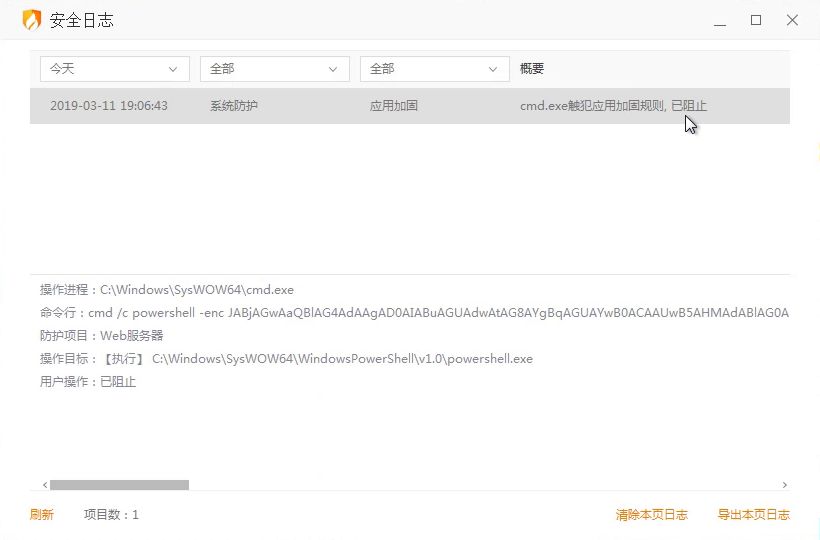 安全日志
今天 全部 全部 概要
2019-03-11 19:06:43 系统防护 应用加固 cmd.exe触犯应用加固规则, 已阻止
操作进程：C:\Windows\SysWOW64\cmd.exe
命令行：cmd /c powershell -enc JABjAGwAaQBlAG4AdAAgAD0AIABuAGUAdwAtAG8AYgBqAGUAYwB0ACAAUwB5AHMAdABlAG0A
防护项目：Web服务器
操作目标：【执行】 C:\Windows\SysWOW64\WindowsPowerShell\v1.0\powershell.exe
用户操作：已阻止
刷新 项目数：1 清除本页日志 导出本页日志